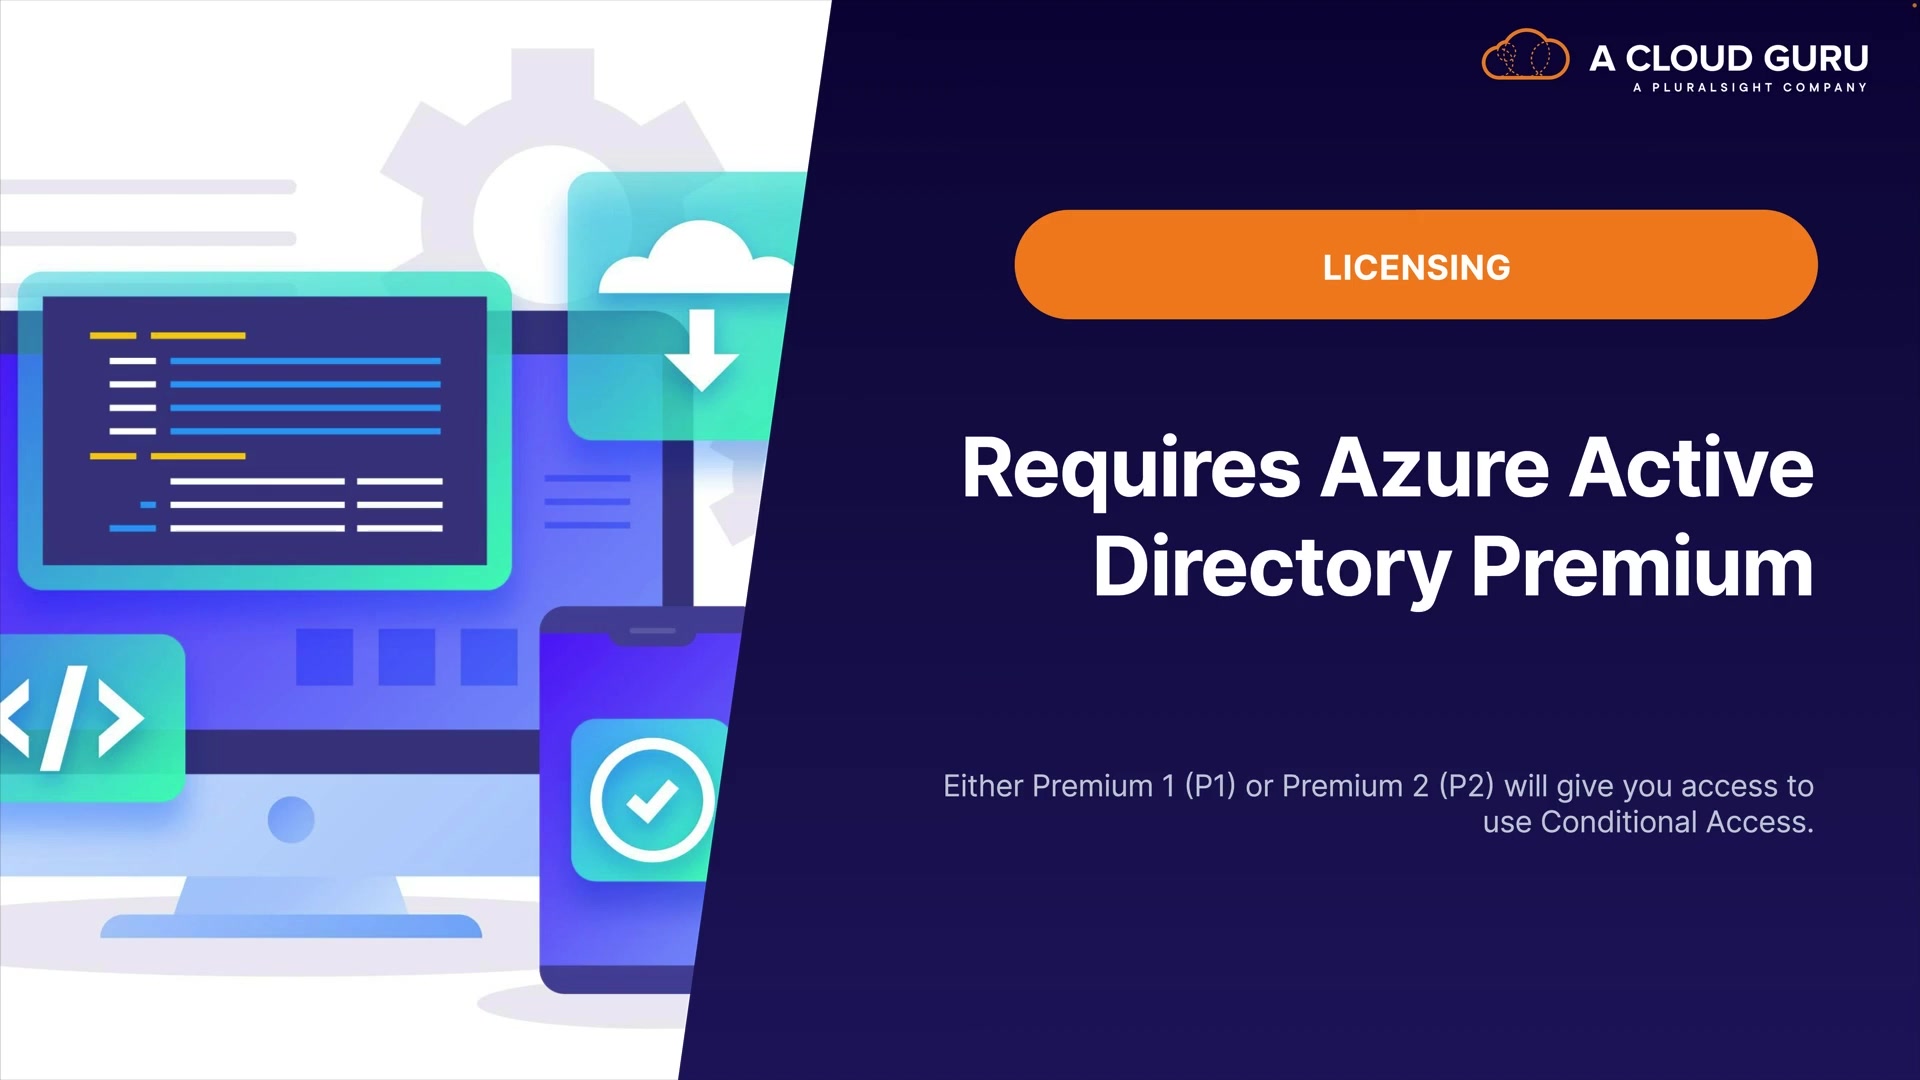 A CLOUD GURU
A PLURALSIGHT COMPANY
LICENSING
Requires Azure Active
Directory Premium
Either Premium 1 (P1) or Premium 2 (P2) will give you access to
use Conditional Access.
</>